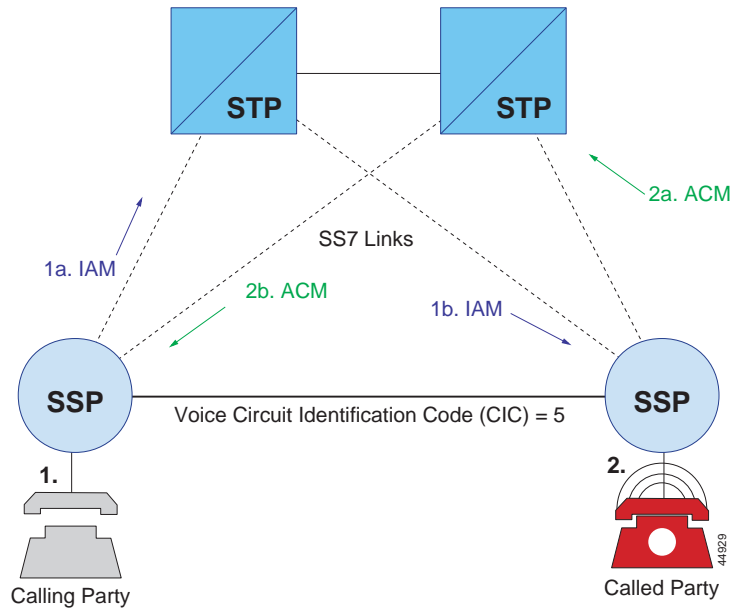 STP
STP
2a. ACM
SS7 Links
1a. IAM
2b. ACM
1b. IAM
SSP
SSP
Voice Circuit Identification Code (CIC) = 5
1.
2.
44929
Calling Party
Called Party